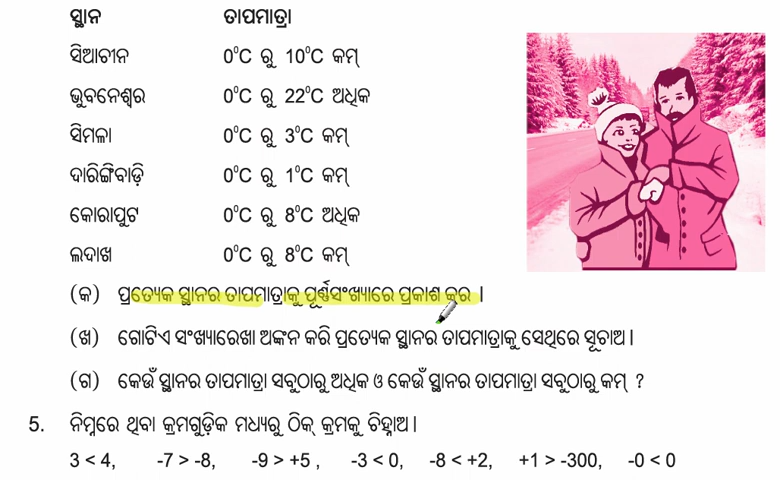 ସ୍ଥାନ ତାପମାତ୍ରା
ସିଆଚୀନ 0°C ରୁ 10°C କମ୍
ଭୁବନେଶ୍ୱର 0°C ରୁ 22°C ଅଧିକ
ସିମଳା 0°C ରୁ 3°C କମ୍
ଦାରିଙ୍ଗିବାଡ଼ି 0°C ରୁ 1°C କମ୍
କୋରାପୁଟ 0°C ରୁ 8°C ଅଧିକ
ଲଦାଖ 0°C ରୁ 8°C କମ୍
(କ) ପ୍ରତ୍ୟେକ ସ୍ଥାନର ତାପମାତ୍ରାକୁ ପୂର୍ଣ୍ଣସଂଖ୍ୟାରେ ପ୍ରକାଶ କର ।
(ଖ) ଗୋଟିଏ ସଂଖ୍ୟାରେଖା ଅଙ୍କନ କରି ପ୍ରତ୍ୟେକ ସ୍ଥାନର ତାପମାତ୍ରାକୁ ସେଥିରେ ସୂଚାଅ।
(ଗ) କେଉଁ ସ୍ଥାନର ତାପମାତ୍ରା ସବୁଠାରୁ ଅଧିକ ଓ କେଉଁ ସ୍ଥାନର ତାପମାତ୍ରା ସବୁଠାରୁ କମ୍ ?
5. ନିମ୍ନରେ ଥିବା କ୍ରମଗୁଡ଼ିକ ମଧ୍ୟରୁ ଠିକ୍ କ୍ରମକୁ ଚିହ୍ନାଅ।
3 < 4, -7 > -8, -9 > +5 , -3 < 0, -8 < +2, +1 > -300, -0 < 0